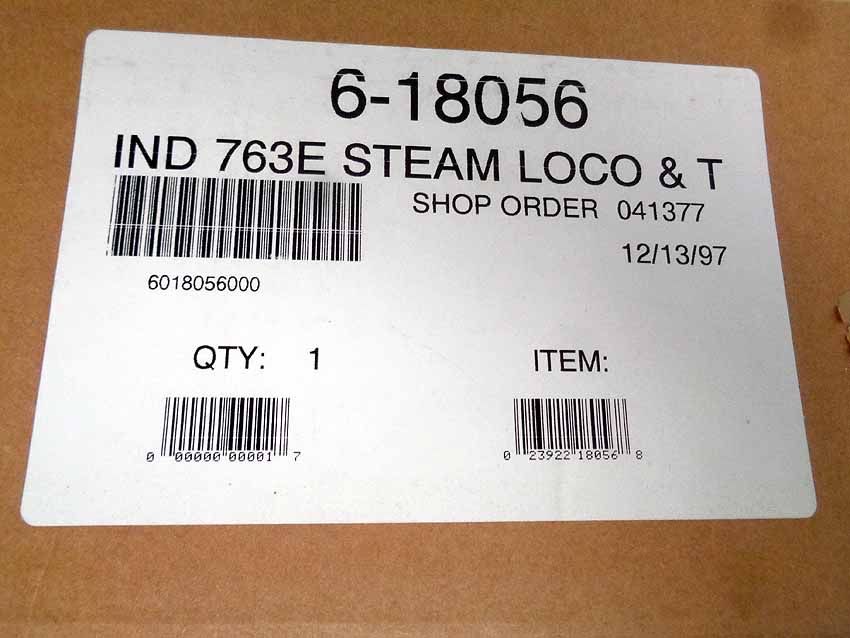 6-18056
IND 763E STEAM LOCO & T
SHOP ORDER 041377
12/13/97
6018056000
QTY: 1
ITEM:
0 00000 00001 7
0 23922 18056 8